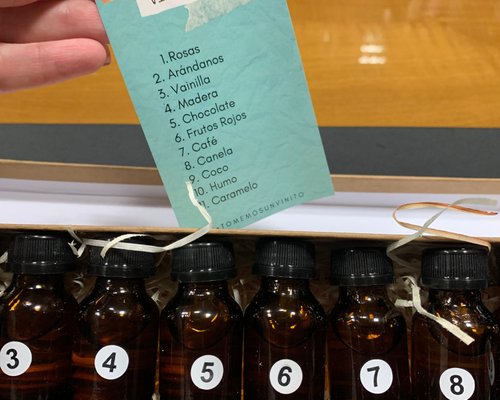 1.Rosas
2. Arándanos
3. Vainilla
4. Madera
5. Chocolate
6. Frutos Rojos
7. Café
8. Canela
9. Coco
10. Humo
11. Caramelo
TOMEMOSUNVINITO
3
4
5
6
7
8